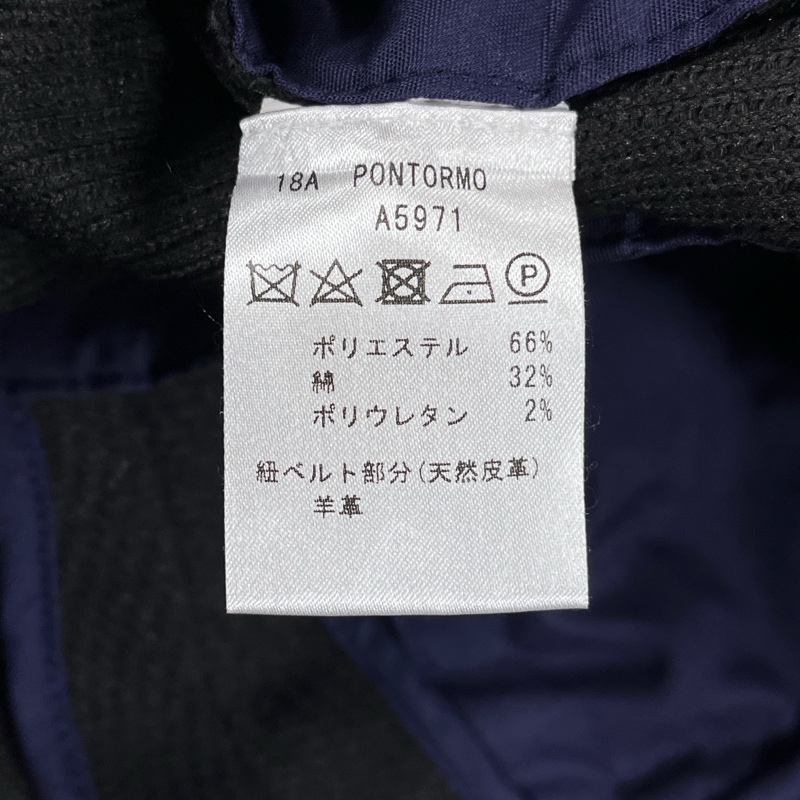 18A PONTORMO
A5971
P
ポリエステル 66%
綿 32%
ポリウレタン 2%
紐ベルト部分(天然皮革)
羊革